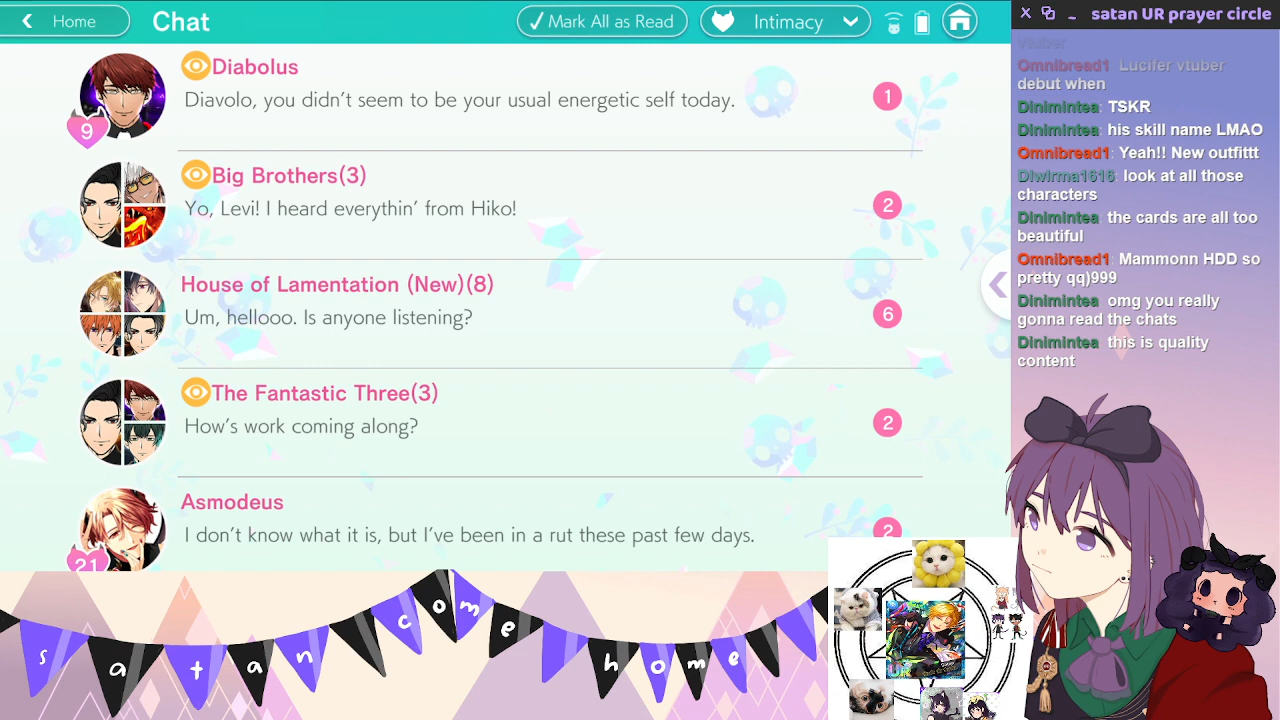 Home
Chat
✓Mark All as Read
Intimacy
Diabolus
Diavolo, you didn't seem to be your usual energetic self today.
1
9
Big Brothers(3)
Yo, Levi! I heard everythin' from Hiko!
2
House of Lamentation (New)(8)
Um, hellooo. Is anyone listening?
6
The Fantastic Three(3)
How's work coming along?
2
Asmodeus
I don't know what it is, but I've been in a rut these past few days.
2
21
satan come home
satan UR prayer circle
Vtuber
Omnibread1 Lucifer vtuber
debut when
Dinimintea: TSKR
Dinimintea: his skill name LMAO
Omnibread1: Yeah!! New outfittt
Dlwlrma1616 look at all those
characters
Dinimintea the cards are all too
beautiful
Omnibread1: Mammonn HDD so
pretty qq)999
Dinimintea omg you really
gonna read the chats
Dinimintea this is quality
content
UR